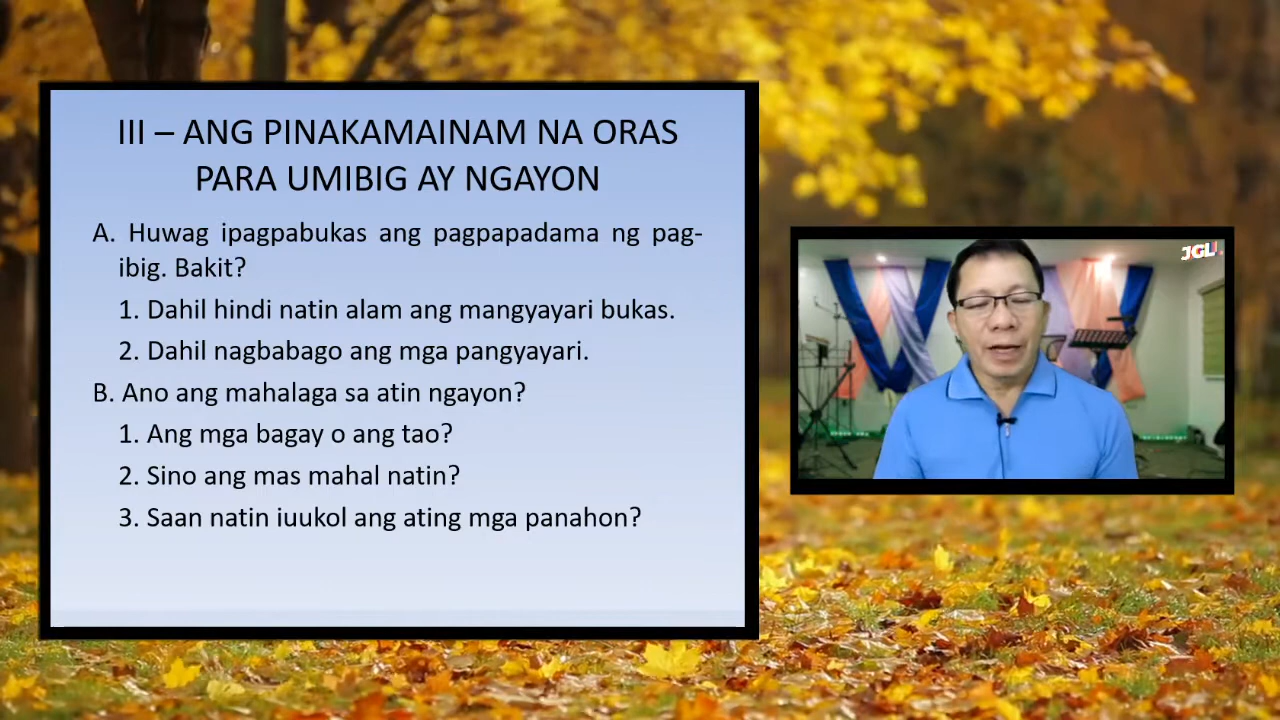 III – ANG PINAKAMAINAM NA ORAS
PARA UMIBIG AY NGAYON
A. Huwag ipagpabukas ang pagpapadama ng pag-
ibig. Bakit?
1. Dahil hindi natin alam ang mangyayari bukas.
2. Dahil nagbabago ang mga pangyayari.
B. Ano ang mahalaga sa atin ngayon?
1. Ang mga bagay o ang tao?
2. Sino ang mas mahal natin?
3. Saan natin iuukol ang ating mga panahon?
JGLI.